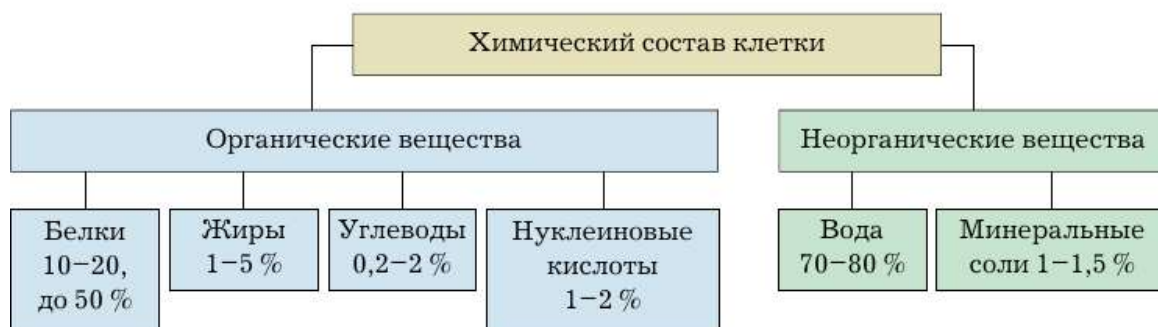 Химический состав клетки
Органические вещества
Неорганические вещества
Белки
10–20,
до 50 %
Жиры
1–5 %
Углеводы
0,2–2 %
Нуклеиновые
кислоты
1–2 %
Вода
70–80 %
Минеральные
соли 1–1,5 %